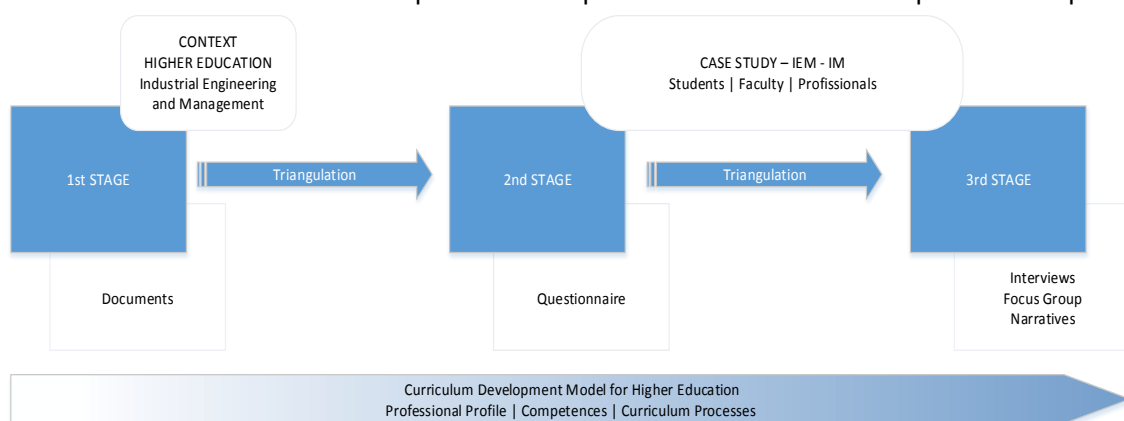 CONTEXT
HIGHER EDUCATION
Industrial Engineering
and Management
CASE STUDY – IEM - IM
Students | Faculty | Profissionals
1st STAGE
Triangulation
2nd STAGE
Triangulation
3rd STAGE
Documents
Questionnaire
Interviews
Focus Group
Narratives
Curriculum Development Model for Higher Education
Professional Profile | Competences | Curriculum Processes